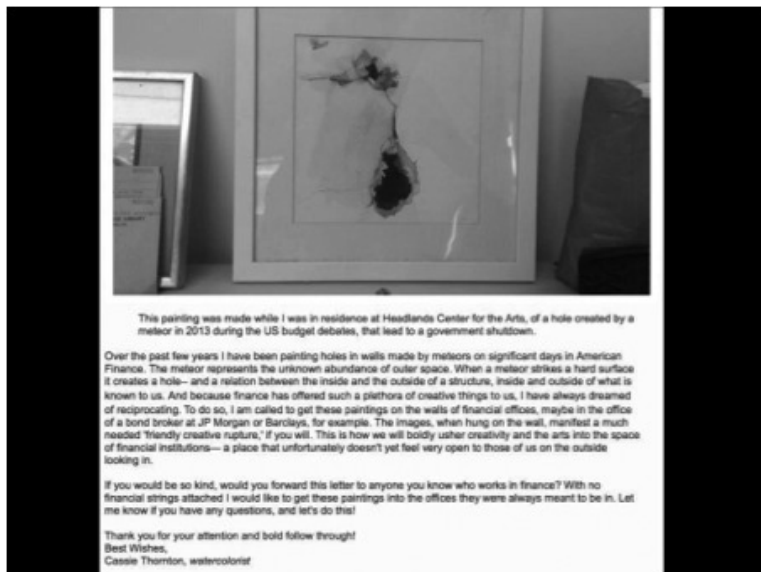 This painting was made while I was in residence at Headlands Center for the Arts, of a hole created by a
meteor in 2013 during the US budget debates, that lead to a government shutdown.
Over the past few years I have been painting holes in walls made by meteors on significant days in American
Finance. The meteor represents the unknown abundance of outer space. When a meteor strikes a hard surface
it creates a hole– and a relation between the inside and the outside of a structure, inside and outside of what is
known to us. And because finance has offered such a plethora of creative things to us, I have always dreamed
of reciprocating. To do so, I am called to get these paintings on the walls of financial offices, maybe in the office
of a bond broker at JP Morgan or Barclays, for example. The images, when hung on the wall, manifest a much
needed 'friendly creative rupture,' if you will. This is how we will boldly usher creativity and the arts into the space
of financial institutions— a place that unfortunately doesn't yet feel very open to those of us on the outside
looking in.
If you would be so kind, would you forward this letter to anyone you know who works in finance? With no
financial strings attached I would like to get these paintings into the offices they were always meant to be in. Let
me know if you have any questions, and let's do this!
Thank you for your attention and bold follow through!
Best Wishes,
Cassie Thornton, watercolorist